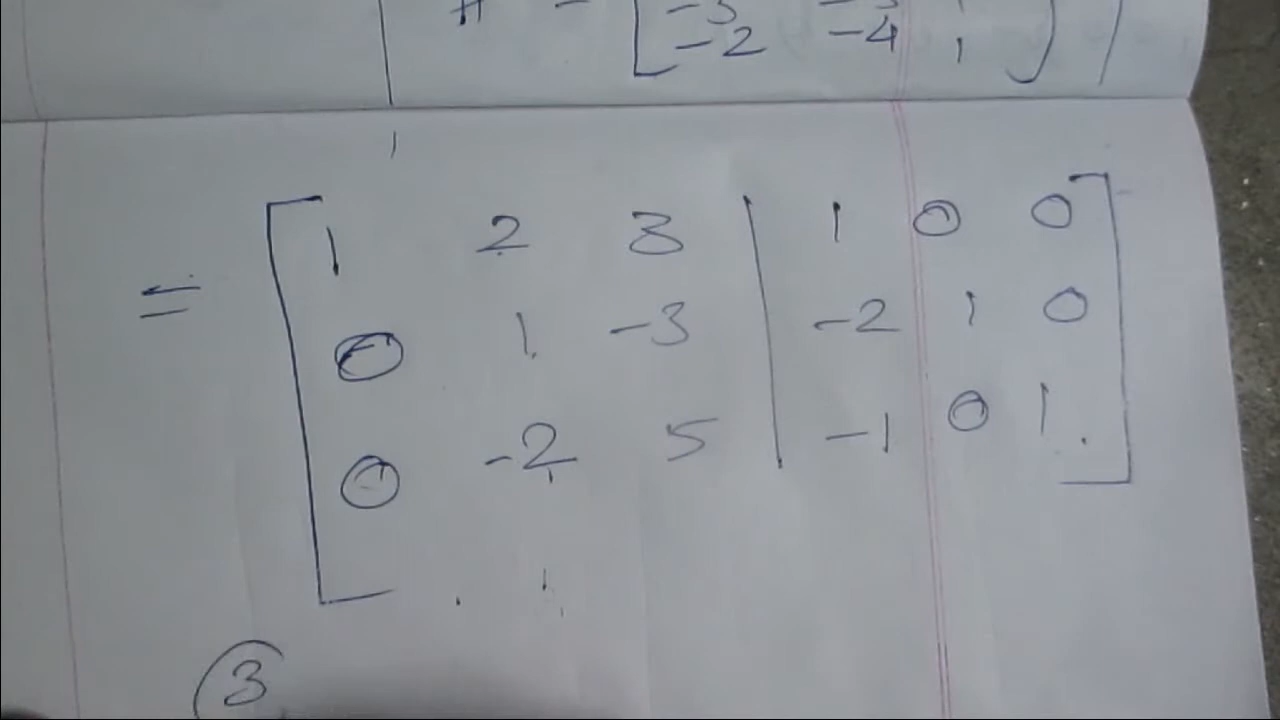 [ -3
-2 -4 1 ]
= [ 1 2 3 | 1 0 0 ]
0 1 -3 | -2 1 0
0 -2 5 | -1 0 1 .
3